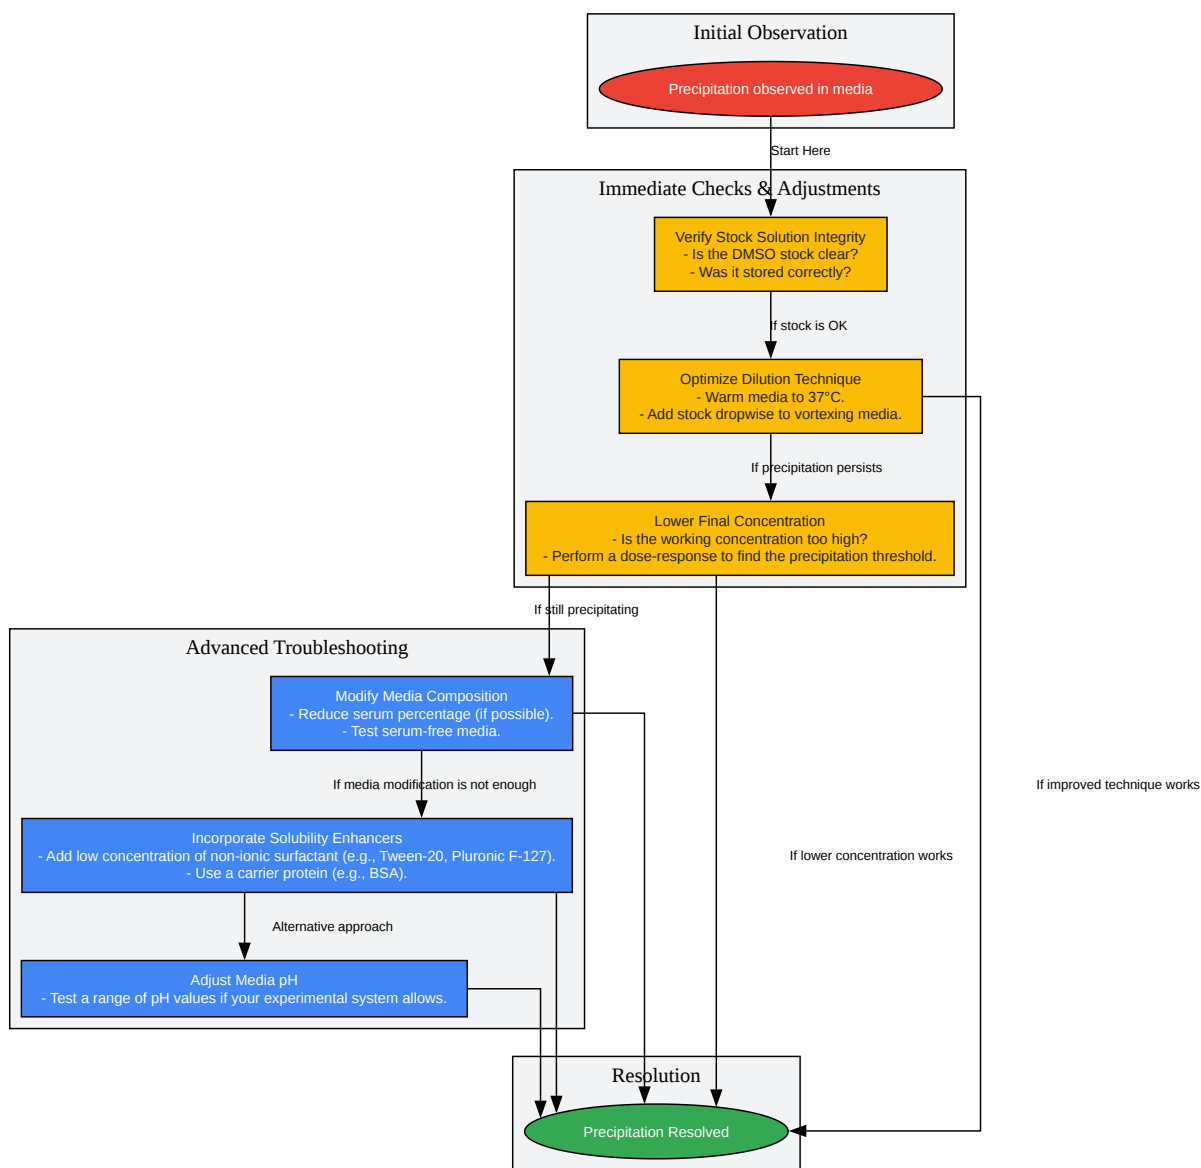 Initial Observation
Precipitation observed in media
Start Here
Immediate Checks & Adjustments
Verify Stock Solution Integrity
- Is the DMSO stock clear?
- Was it stored correctly?
If stock is OK
Optimize Dilution Technique
- Warm media to 37°C.
- Add stock dropwise to vortexing media.
If precipitation persists
Lower Final Concentration
- Is the working concentration too high?
- Perform a dose-response to find the precipitation threshold.
If still precipitating
Advanced Troubleshooting
Modify Media Composition
- Reduce serum percentage (if possible).
- Test serum-free media.
If media modification is not enough
If improved technique works
Incorporate Solubility Enhancers
- Add low concentration of non-ionic surfactant (e.g., Tween-20, Pluronic F-127).
- Use a carrier protein (e.g., BSA).
If lower concentration works
Alternative approach
Adjust Media pH
- Test a range of pH values if your experimental system allows.
Resolution
Precipitation Resolved